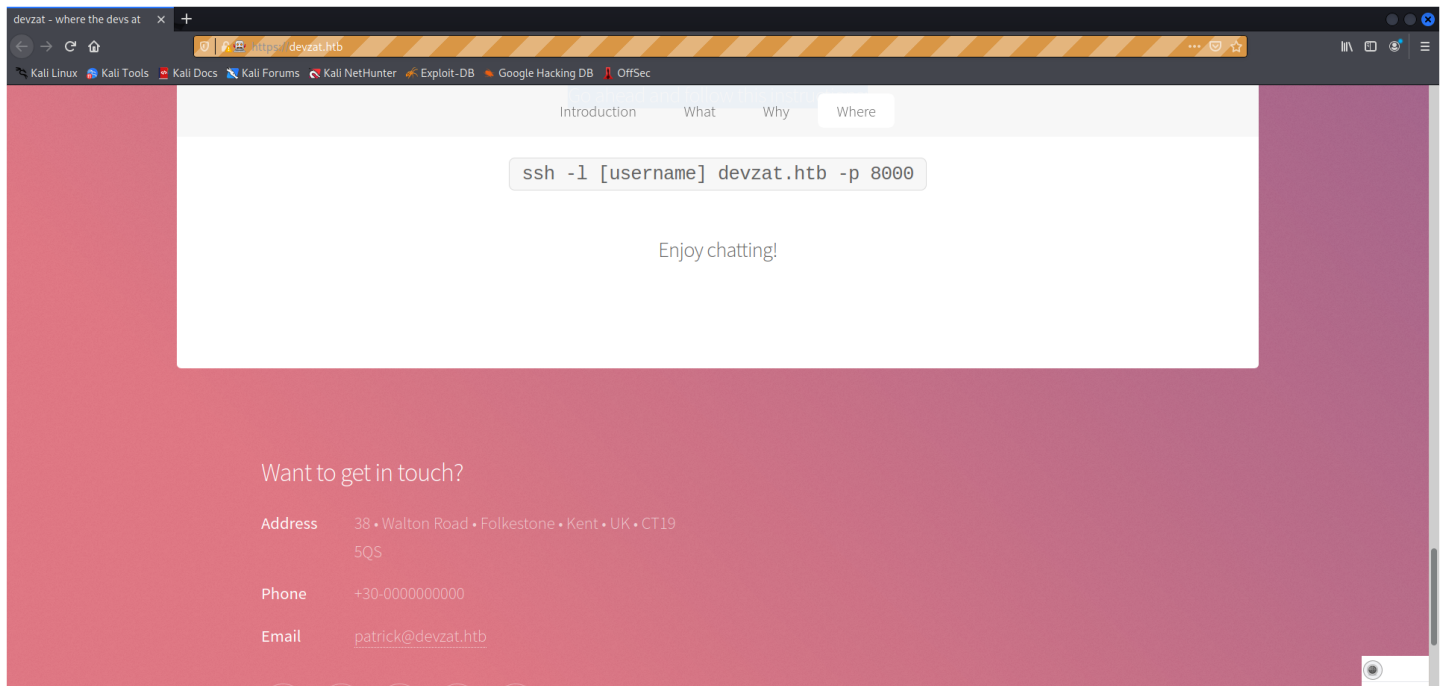 devzat - where the devs at
https://devzat.htb
Kali Linux Kali Tools Kali Docs Kali Forums Kali NetHunter Exploit-DB Google Hacking DB OffSec
Introduction What Why Where
ssh -l [username] devzat.htb -p 8000
Enjoy chatting!
Want to get in touch?
Address 38 • Walton Road • Folkestone • Kent • UK • CT19
5QS
Phone +30-0000000000
Email patrick@devzat.htb